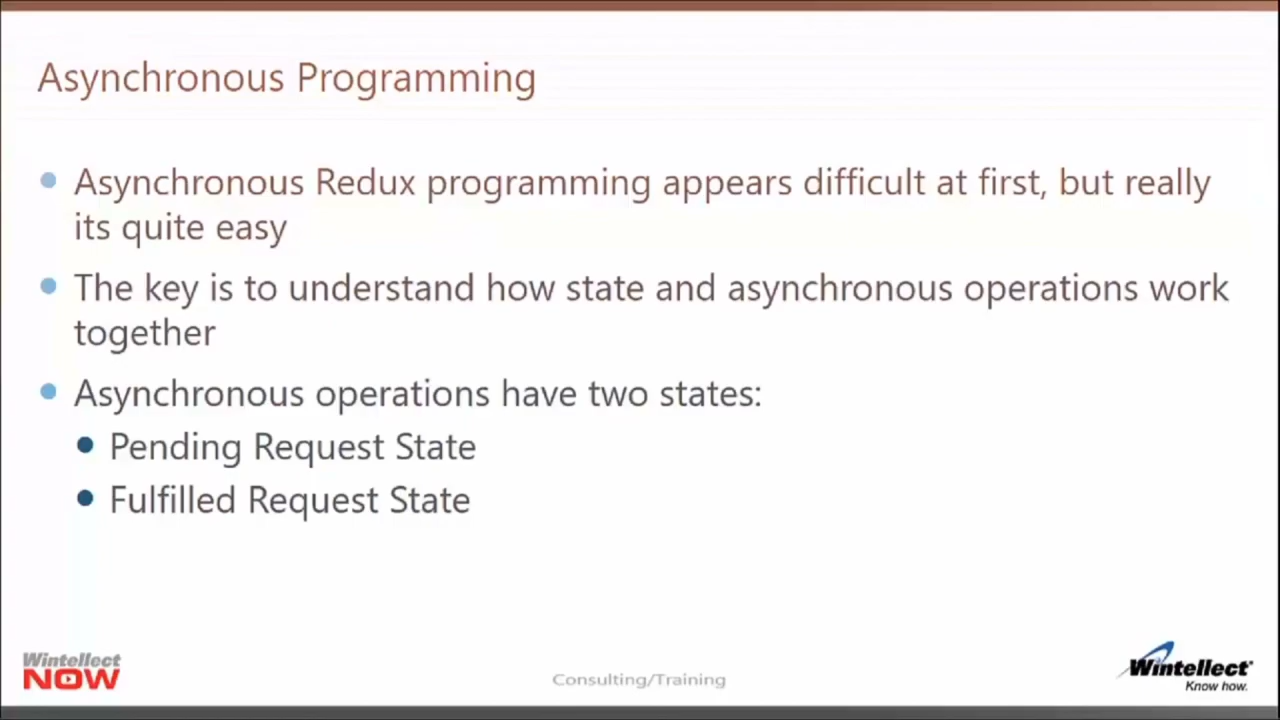 Asynchronous Programming
Asynchronous Redux programming appears difficult at first, but really
its quite easy
The key is to understand how state and asynchronous operations work
together
Asynchronous operations have two states:
Pending Request State
Fulfilled Request State
Wintellect
NOW
Consulting/Training
Wintellect
Know how.